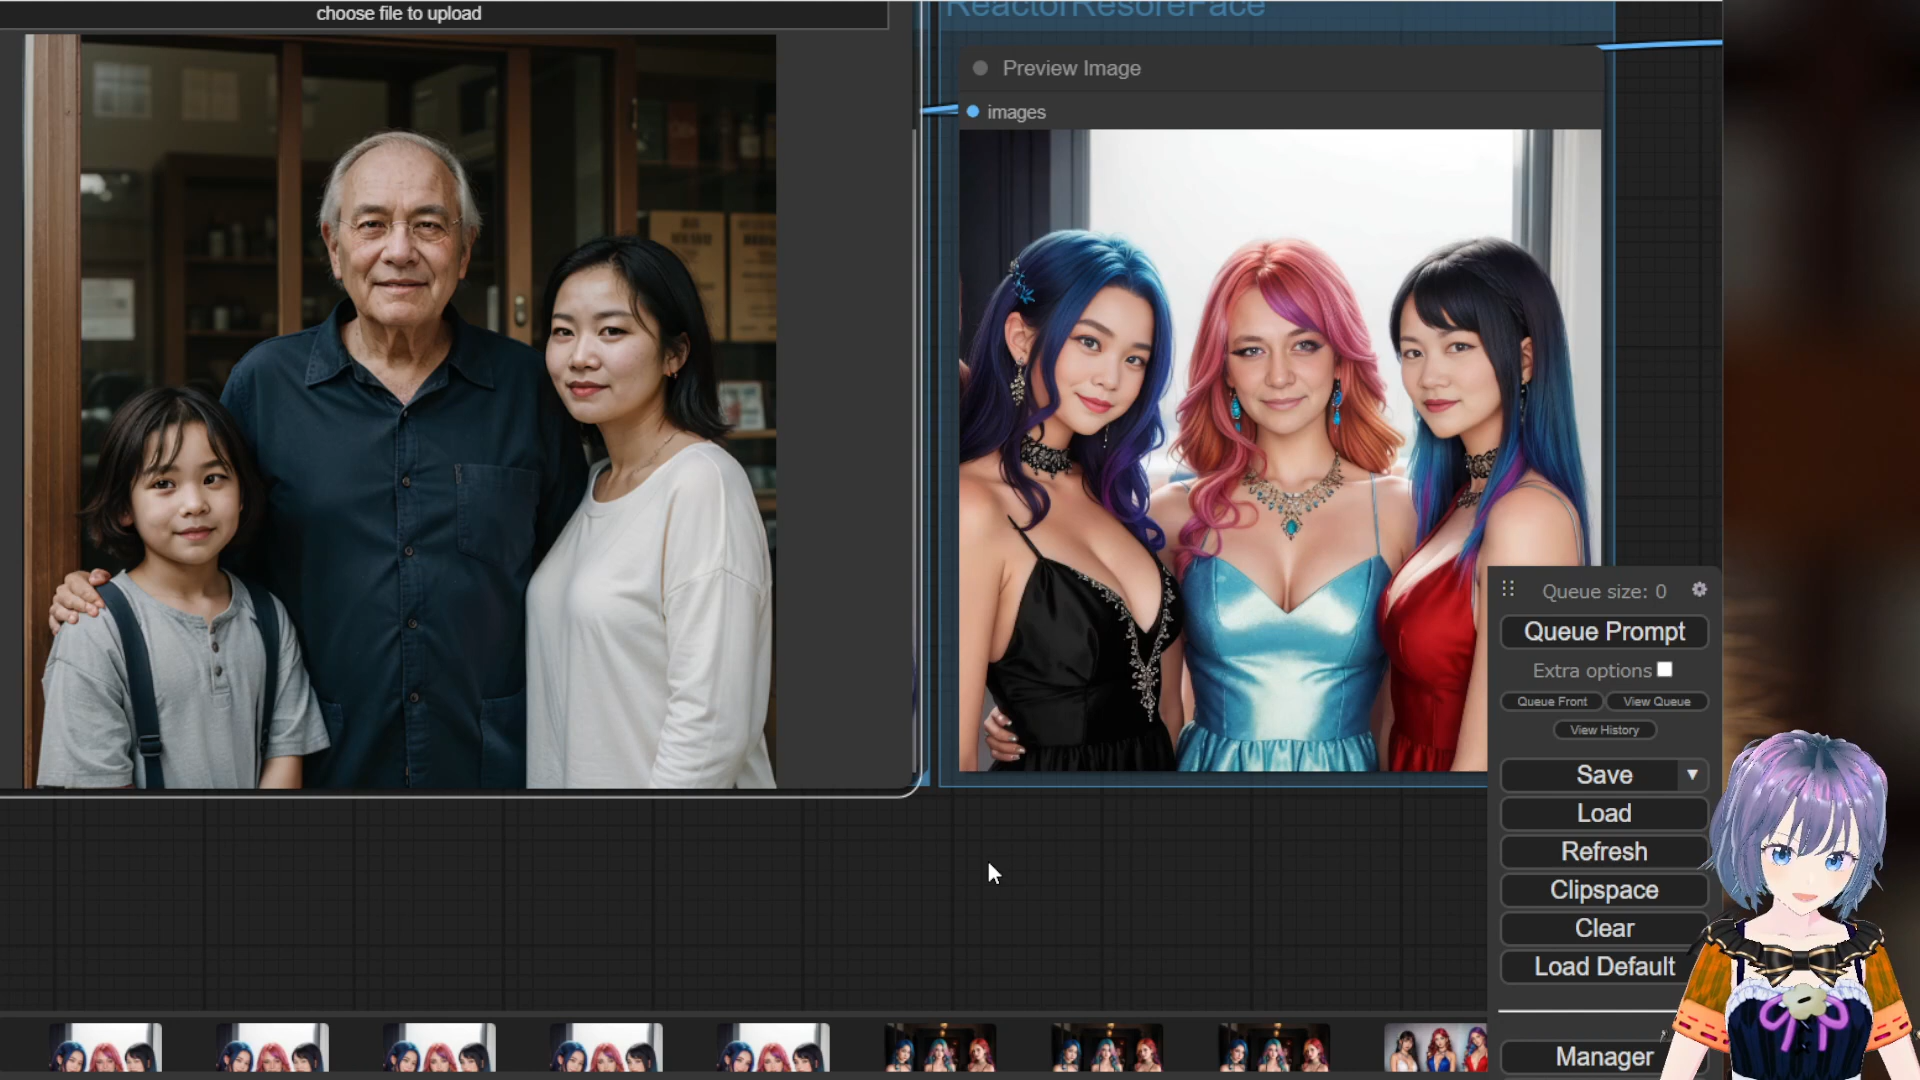 choose file to upload
ReactorResoreFace
Preview Image
images
Queue size: 0
Queue Prompt
Extra options
Queue Front
View Queue
View History
Save
Load
Refresh
Clipspace
Clear
Load Default
Manager